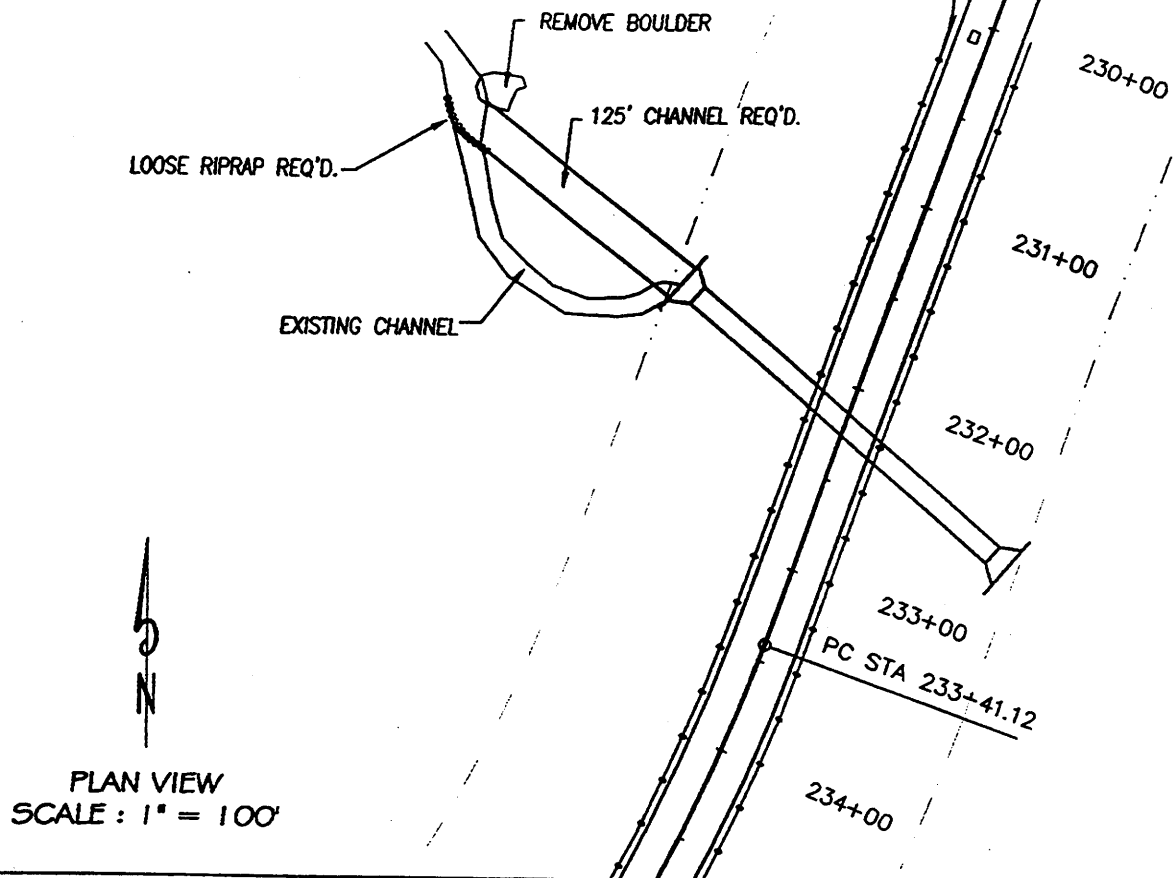 REMOVE BOULDER
230+00
125' CHANNEL REQ'D.
LOOSE RIPRAP REQ'D.
231+00
EXISTING CHANNEL
232+00
233+00
PC STA 233+41.12
N
PLAN VIEW
SCALE : 1" = 100'
234+00